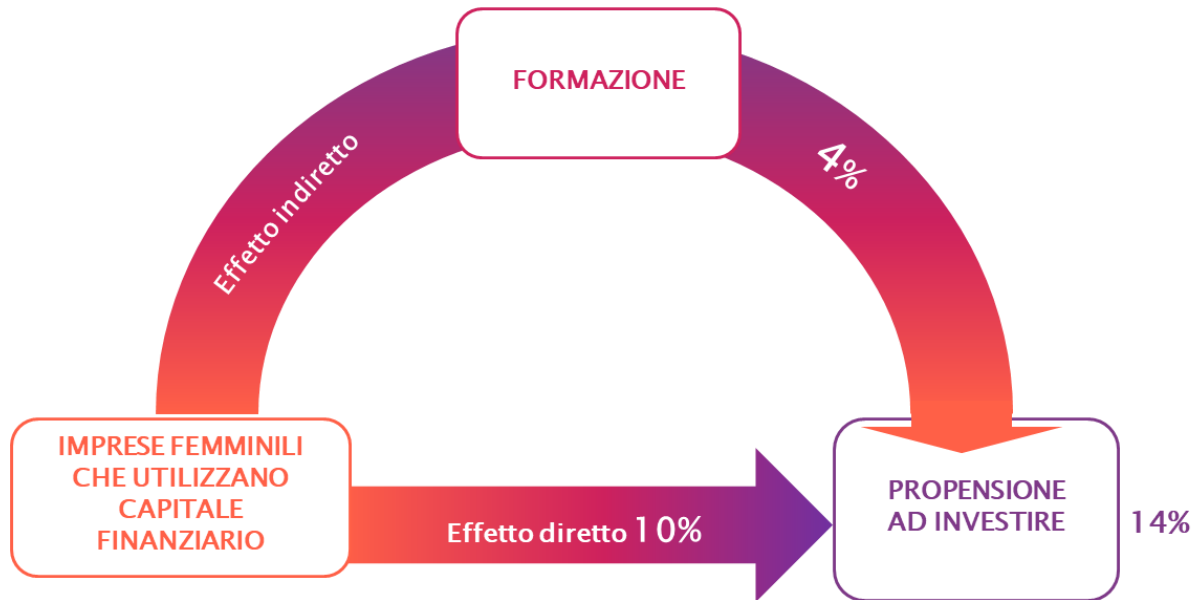 FORMAZIONE
Effetto indiretto
4%
IMPRESE FEMMINILI
CHE UTILIZZANO
CAPITALE
FINANZIARIO
Effetto diretto 10%
PROPENSIONE
AD INVESTIRE
14%